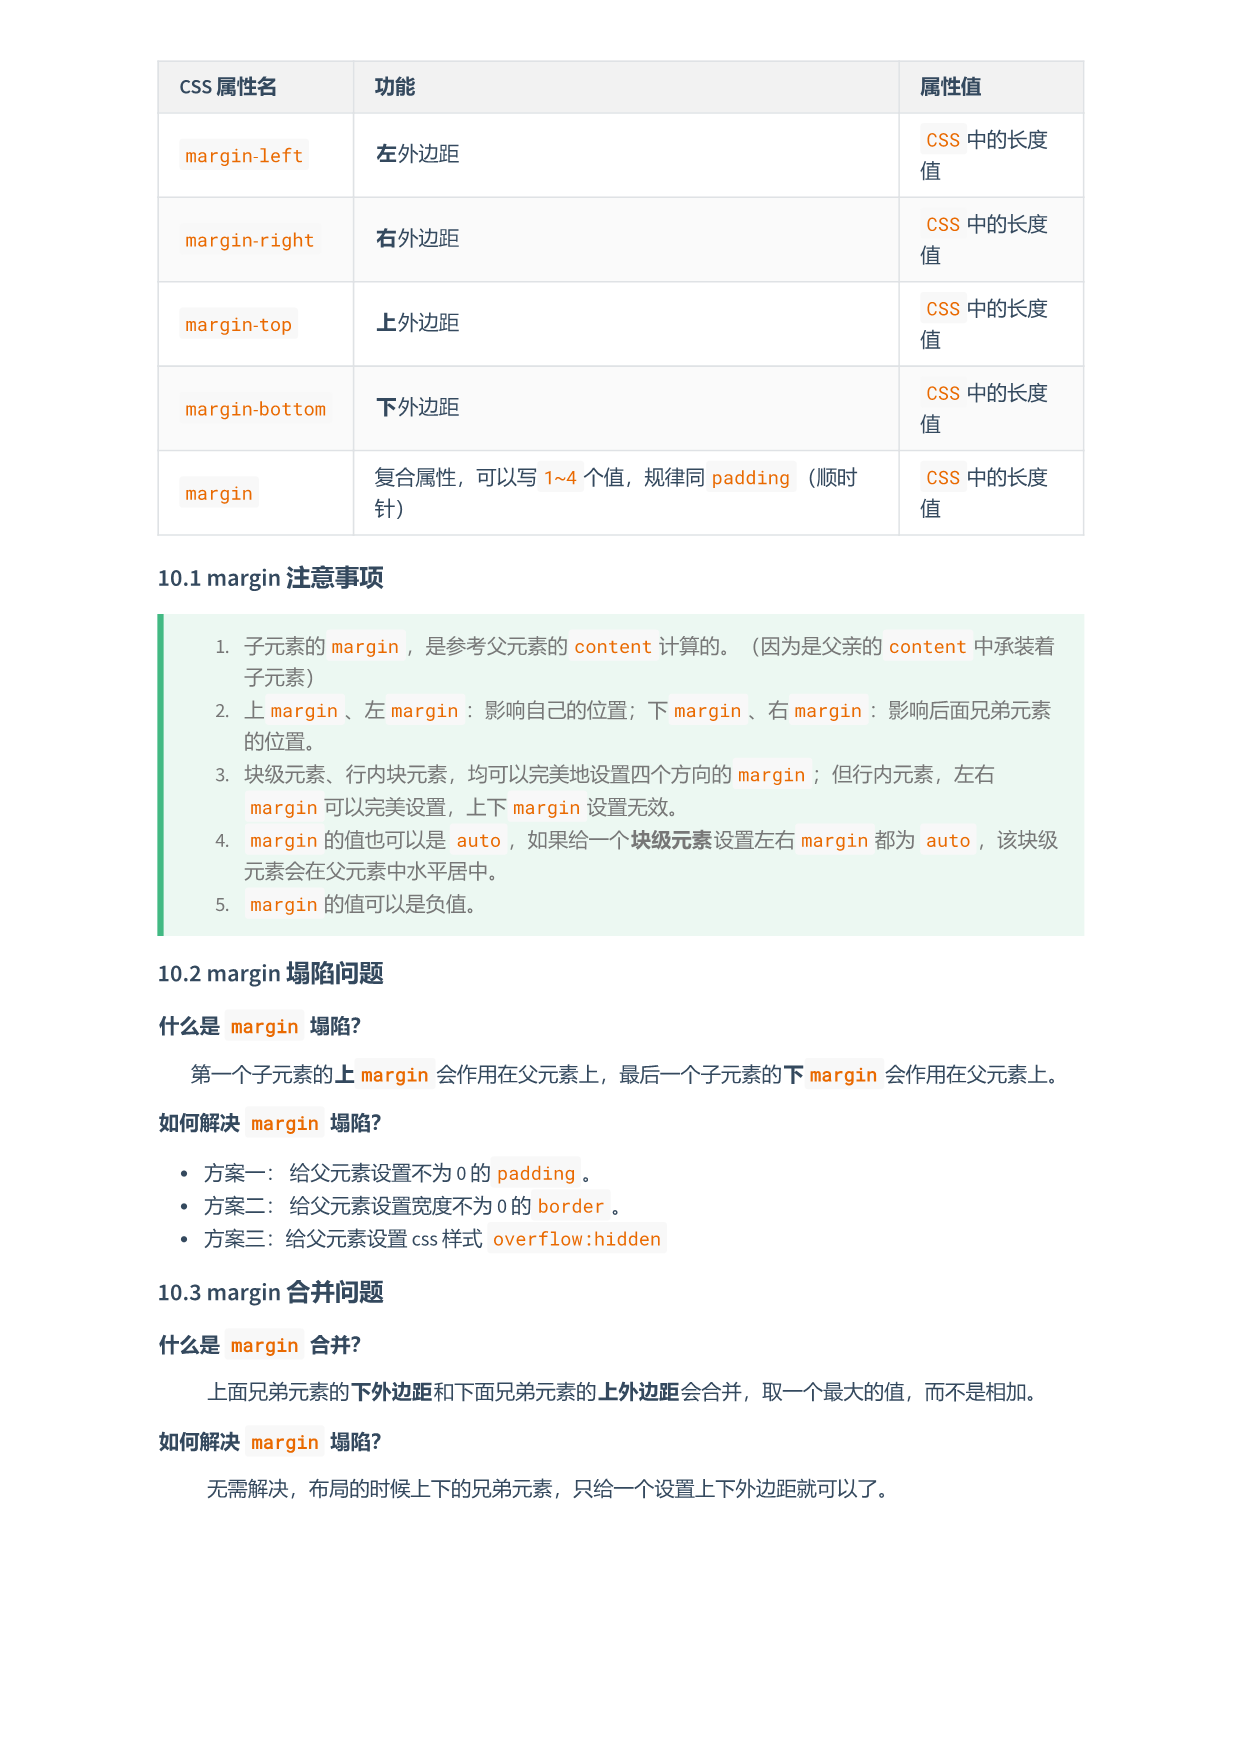 CSS 属性名 功能 属性值
margin-left 左外边距 CSS 中的长度
值
margin-right 右外边距 CSS 中的长度
值
margin-top 上外边距 CSS 中的长度
值
margin-bottom 下外边距 CSS 中的长度
值
margin 复合属性，可以写 1~4 个值，规律同 padding （顺时
针） CSS 中的长度
值
10.1 margin 注意事项
1. 子元素的 margin ，是参考父元素的 content 计算的。（因为是父亲的 content 中承装着
子元素）
2. 上 margin 、左 margin ：影响自己的位置；下 margin 、右 margin ：影响后面兄弟元素
的位置。
3. 块级元素、行内块元素，均可以完美地设置四个方向的 margin ；但行内元素，左右
margin 可以完美设置，上下 margin 设置无效。
4. margin 的值也可以是 auto ，如果给一个块级元素设置左右 margin 都为 auto ，该块级
元素会在父元素中水平居中。
5. margin 的值可以是负值。
10.2 margin 塌陷问题
什么是 margin 塌陷？
第一个子元素的上 margin 会作用在父元素上，最后一个子元素的下 margin 会作用在父元素上。
如何解决 margin 塌陷？
• 方案一： 给父元素设置不为 0 的 padding 。
• 方案二： 给父元素设置宽度不为 0 的 border 。
• 方案三：给父元素设置 css 样式 overflow:hidden
10.3 margin 合并问题
什么是 margin 合并？
上面兄弟元素的下外边距和下面兄弟元素的上外边距会合并，取一个最大的值，而不是相加。
如何解决 margin 塌陷？
无需解决，布局的时候上下的兄弟元素，只给一个设置上下外边距就可以了。